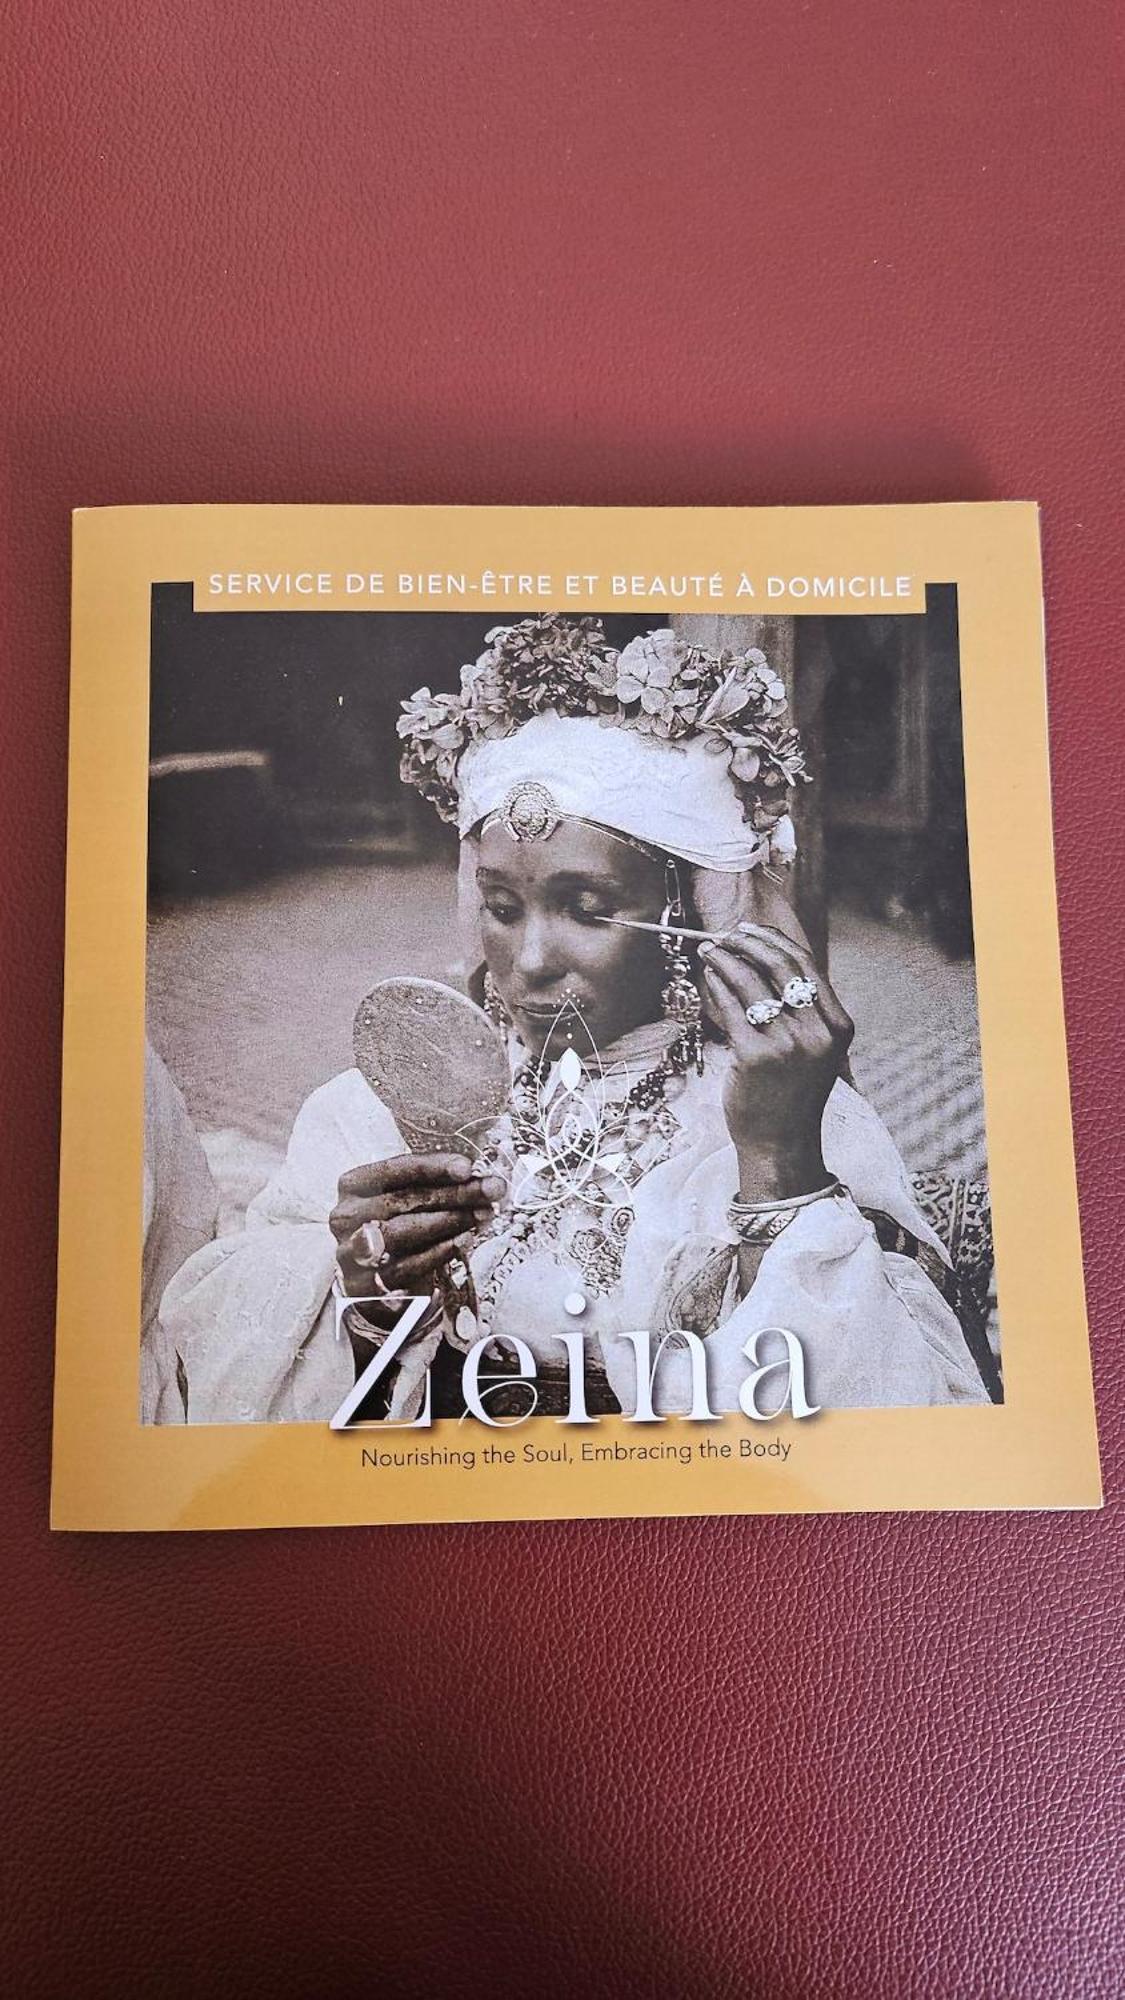 SERVICE DE BIEN-ÊTRE ET BEAUTÉ À DOMICILE
Zeina
Nourishing the Soul, Embracing the Body